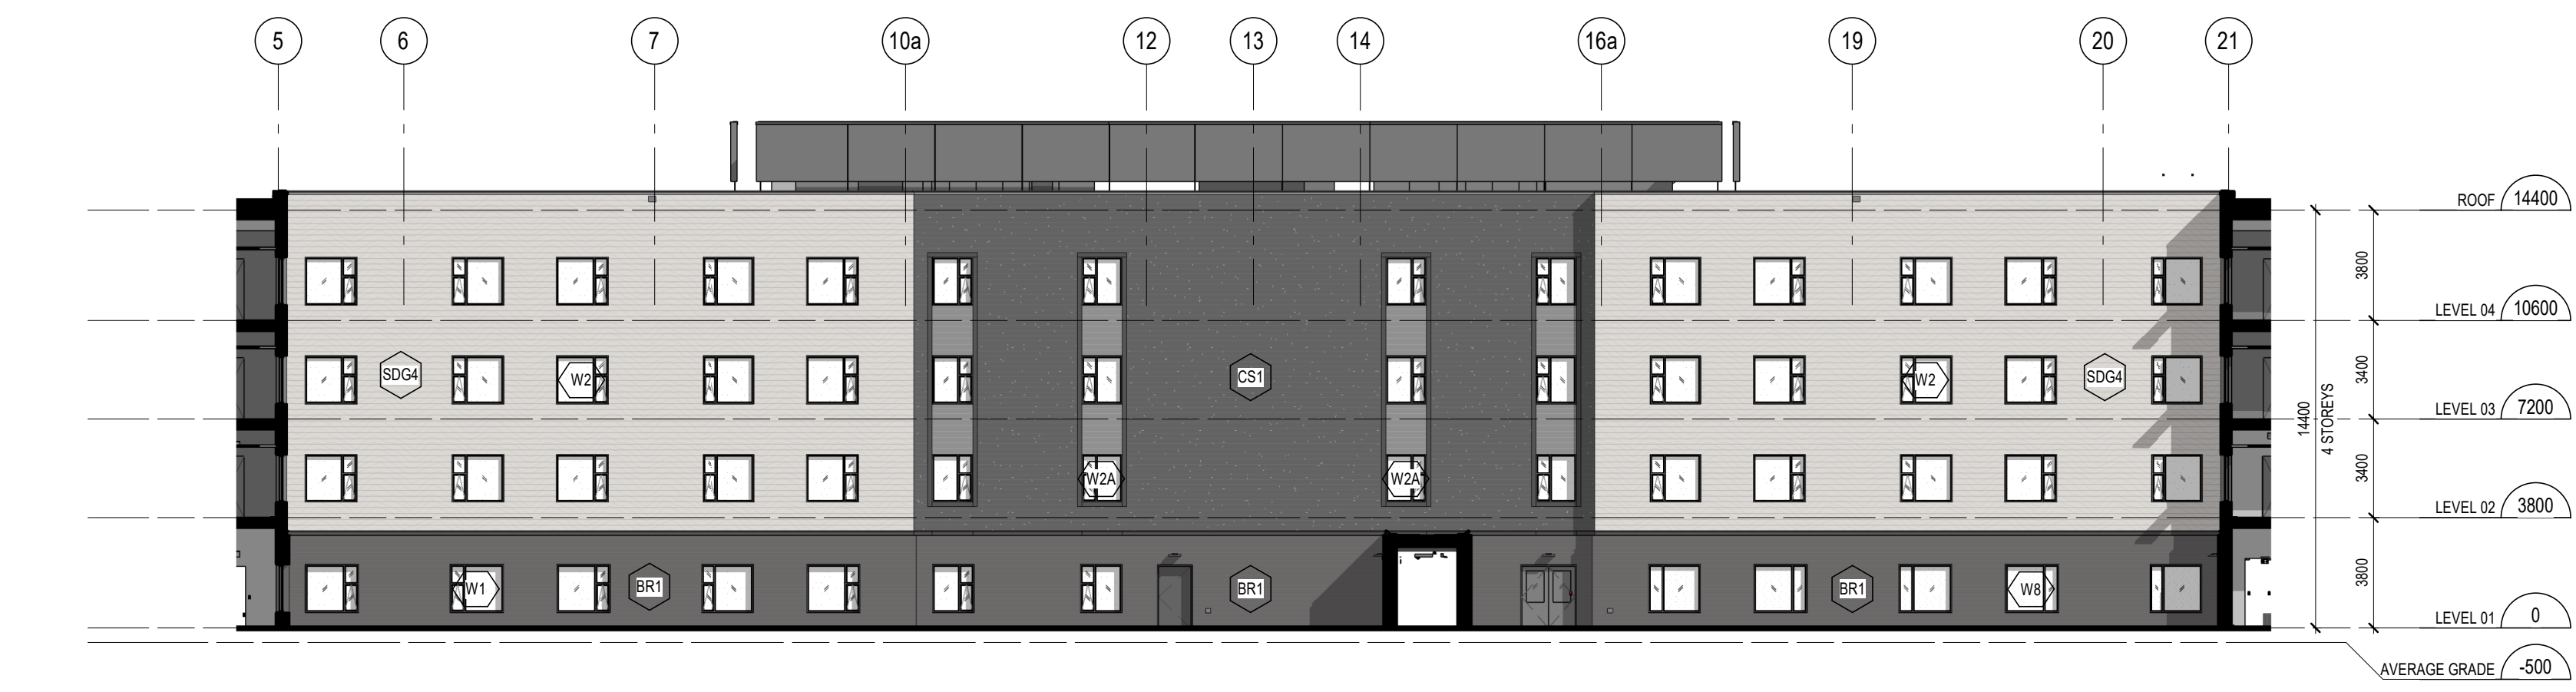 5 6 7 10a 12 13 14 16a 19 20 21
ROOF 14400
3800
LEVEL 04 10600
SDG4 W2 CS1 W2 SDG4
3400
14400
4 STOREYS
LEVEL 03 7200
W2A W2A
3400
LEVEL 02 3800
W1 BR1 BR1 BR1 W8
3800
LEVEL 01 0
AVERAGE GRADE -500